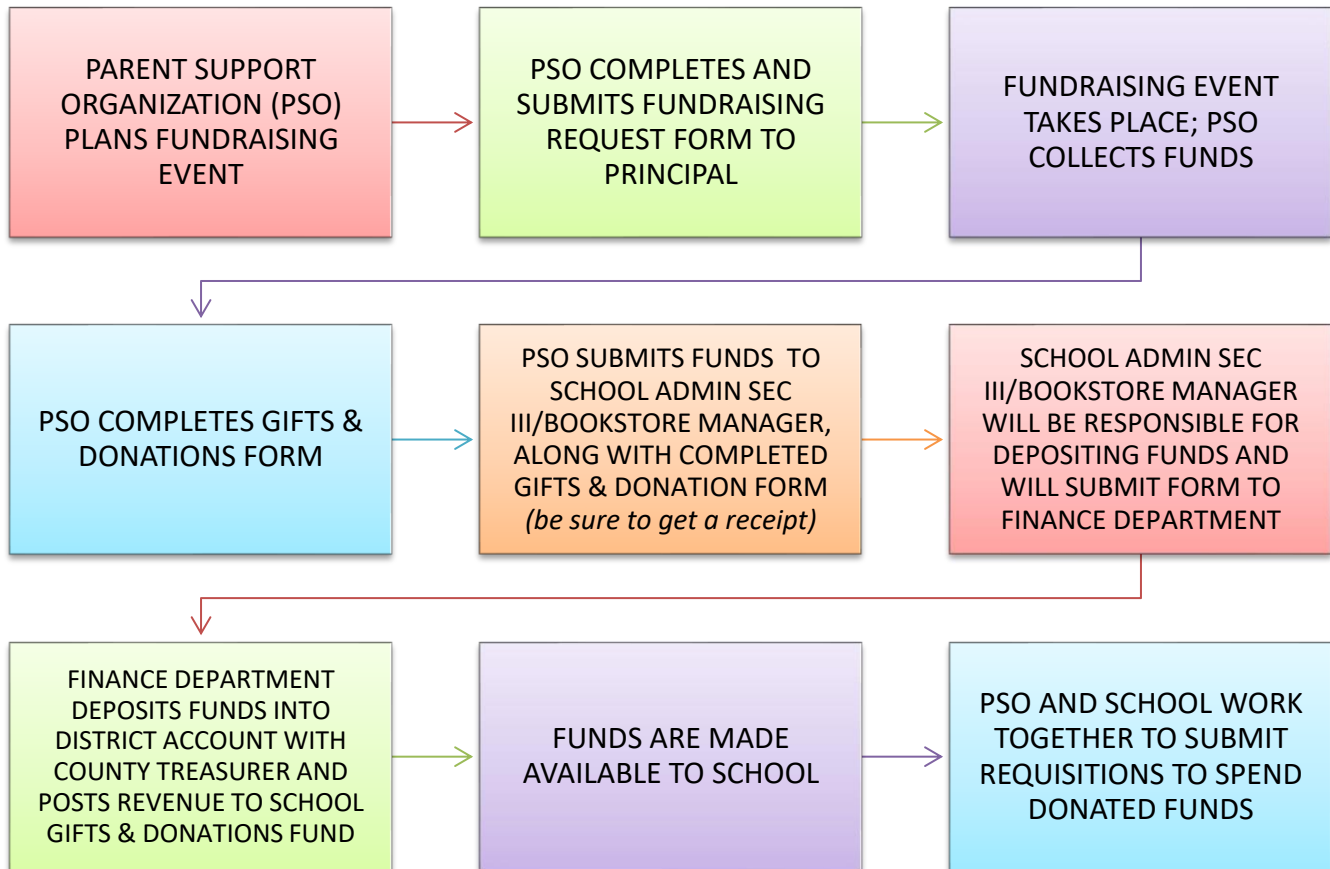 PARENT SUPPORT
ORGANIZATION (PSO)
PLANS FUNDRAISING
EVENT
PSO COMPLETES AND
SUBMITS FUNDRAISING
REQUEST FORM TO
PRINCIPAL
FUNDRAISING EVENT
TAKES PLACE; PSO
COLLECTS FUNDS
PSO COMPLETES GIFTS &
DONATIONS FORM
PSO SUBMITS FUNDS TO
SCHOOL ADMIN SEC
III/BOOKSTORE MANAGER,
ALONG WITH COMPLETED
GIFTS & DONATION FORM
(be sure to get a receipt)
SCHOOL ADMIN SEC
III/BOOKSTORE MANAGER
WILL BE RESPONSIBLE FOR
DEPOSITING FUNDS AND
WILL SUBMIT FORM TO
FINANCE DEPARTMENT
FINANCE DEPARTMENT
DEPOSITS FUNDS INTO
DISTRICT ACCOUNT WITH
COUNTY TREASURER AND
POSTS REVENUE TO SCHOOL
GIFTS & DONATIONS FUND
FUNDS ARE MADE
AVAILABLE TO SCHOOL
PSO AND SCHOOL WORK
TOGETHER TO SUBMIT
REQUISITIONS TO SPEND
DONATED FUNDS